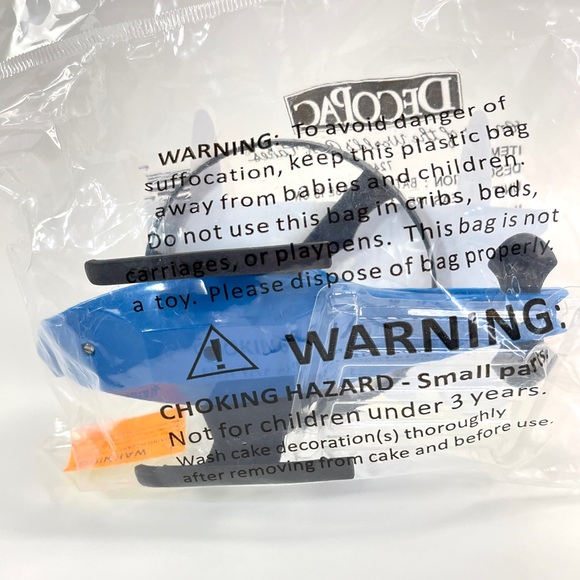 DECOPAC
WARNING: To avoid danger of
suffocation, keep this plastic bag
away from babies and children.
Do not use this bag in cribs, beds,
carriages, or playpens. This bag is not
a toy. Please dispose of bag properly.
WARNING:
CHOKING HAZARD - Small parts.
Not for children under 3 years.
Wash cake decoration(s) thoroughly
after removing from cake and before use.